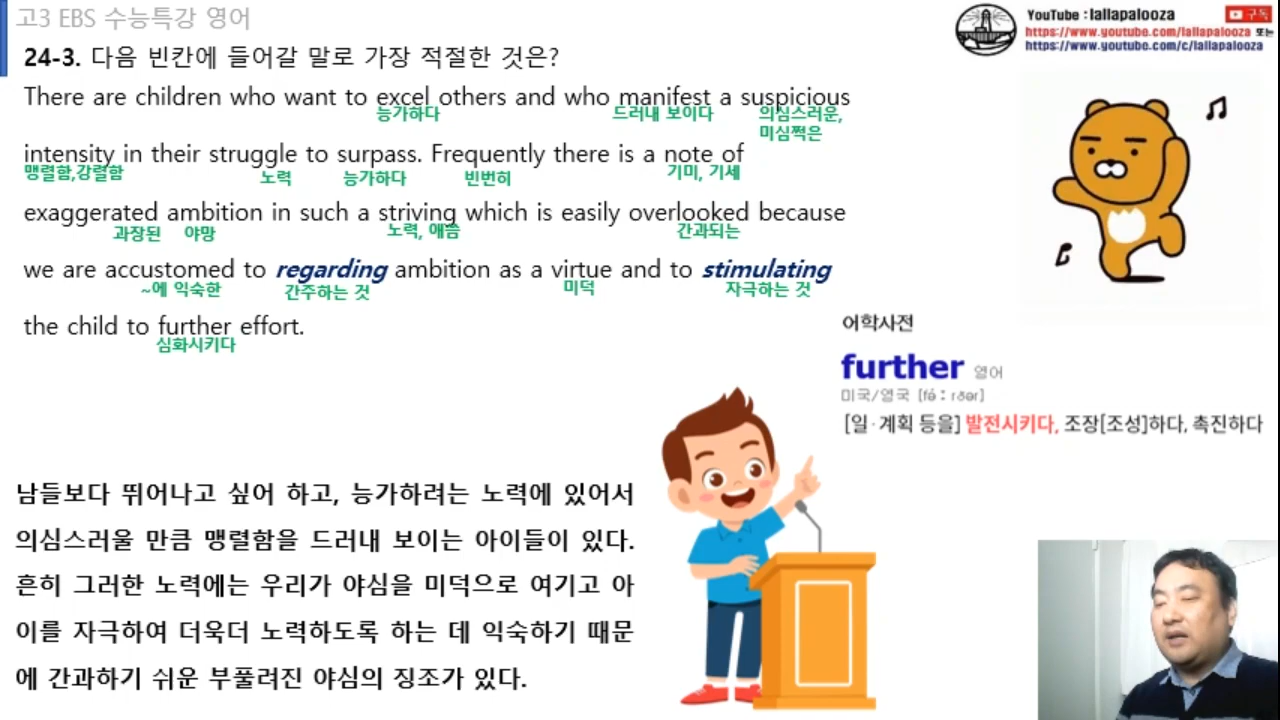 고3 EBS 수능특강 영어
YouTube : lallapalooza
구독
https://www.youtube.com/lallapalooza 또는
https://www.youtube.com/c/lallapalooza
24-3. 다음 빈칸에 들어갈 말로 가장 적절한 것은?
There are children who want to excel others and who manifest a suspicious
능가하다 드러내 보이다 의심스러운,
미심쩍은
intensity in their struggle to surpass. Frequently there is a note of
맹렬함,강렬함 노력 능가하다 빈번히 기미, 기세
exaggerated ambition in such a striving which is easily overlooked because
과장된 야망 노력, 애씀 간과되는
we are accustomed to regarding ambition as a virtue and to stimulating
~에 익숙한 간주하는 것 미덕 자극하는 것
the child to further effort.
심화시키다
어학사전
further 영어
미국/영국 [fə́ːrðər]
[일·계획 등을] 발전시키다, 조장[조성]하다, 촉진하다
남들보다 뛰어나고 싶어 하고, 능가하려는 노력에 있어서
의심스러울 만큼 맹렬함을 드러내 보이는 아이들이 있다.
흔히 그러한 노력에는 우리가 야심을 미덕으로 여기고 아
이를 자극하여 더욱더 노력하도록 하는 데 익숙하기 때문
에 간과하기 쉬운 부풀려진 야심의 징조가 있다.